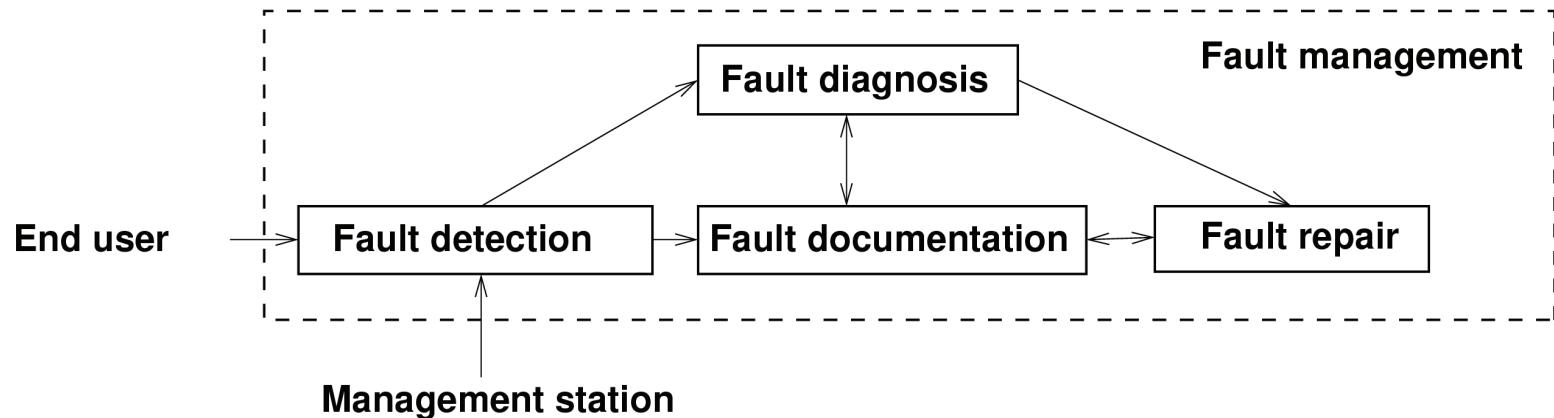 Fault management
Fault diagnosis
End user
Fault detection
Fault documentation
Fault repair
Management station